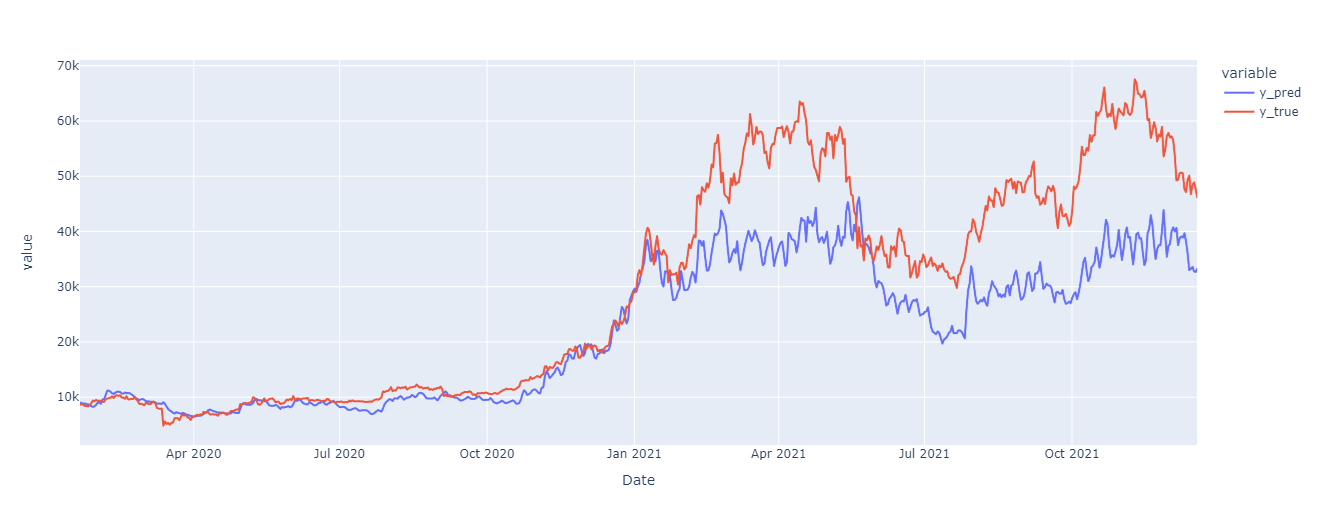 variable
y_pred
y_true
value
70k
60k
50k
40k
30k
20k
10k
Apr 2020
Jul 2020
Oct 2020
Jan 2021
Apr 2021
Jul 2021
Oct 2021
Date